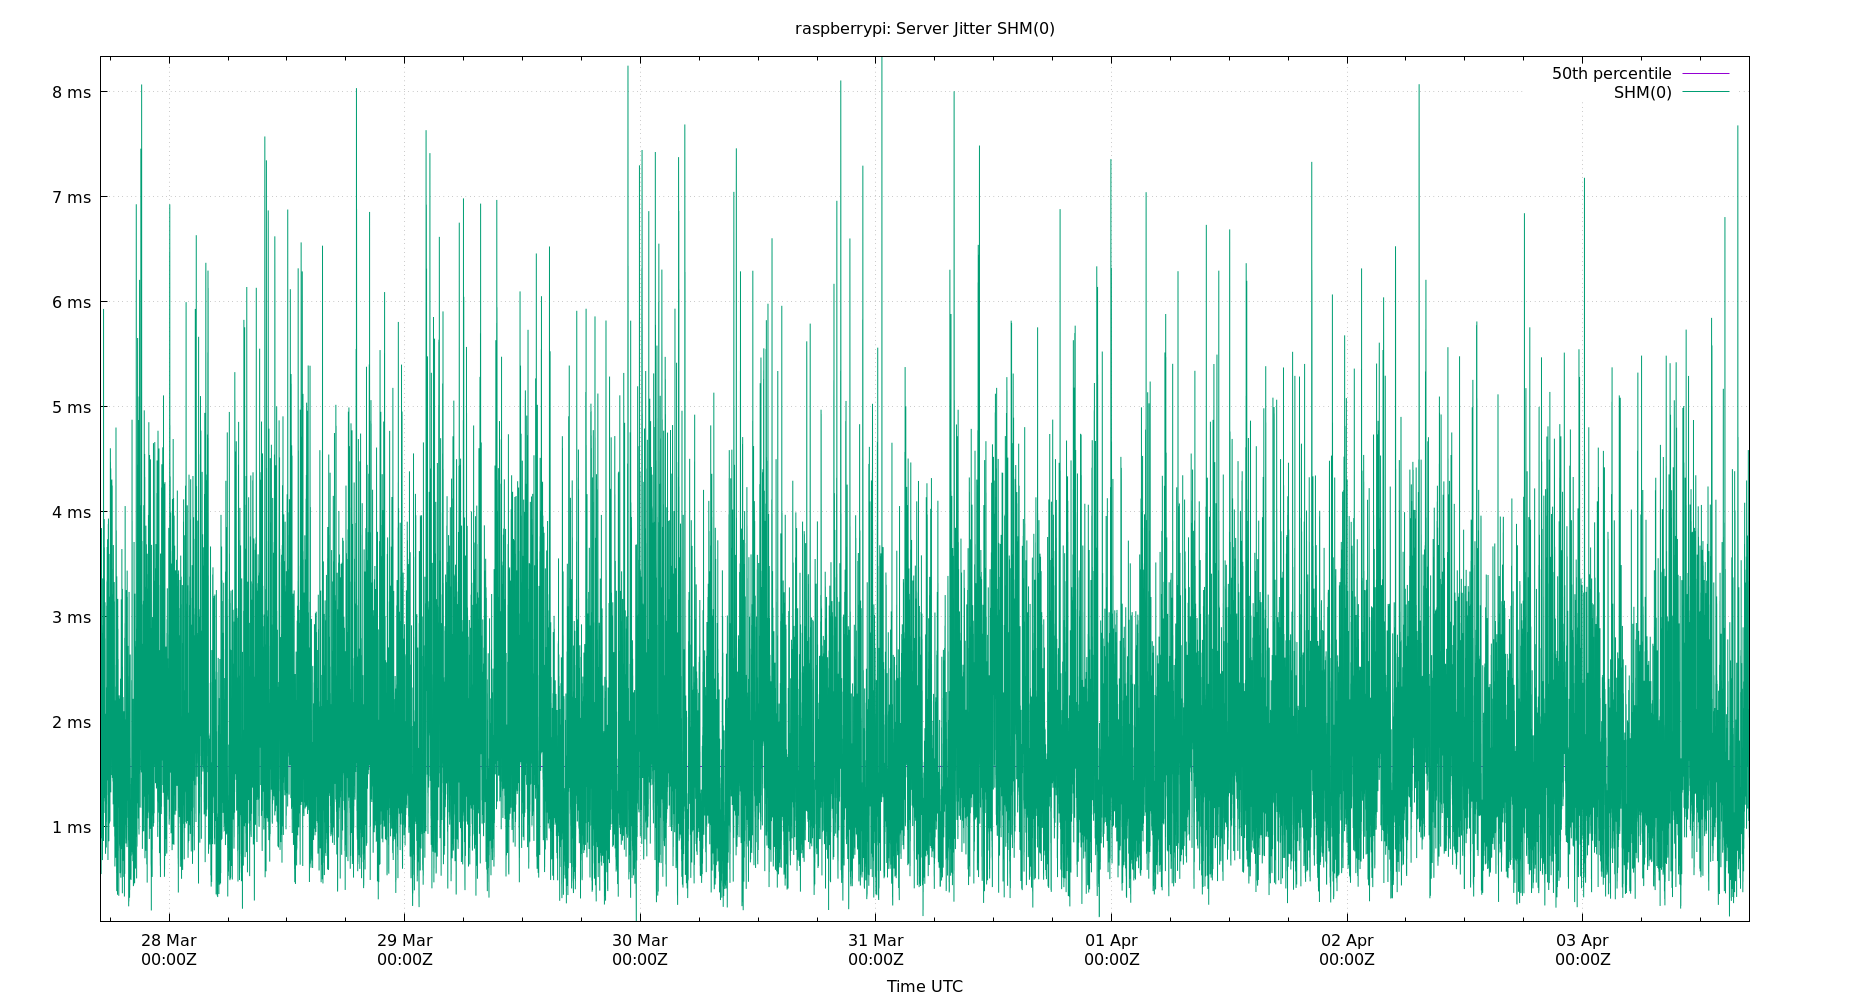 raspberrypi: Server Jitter SHM(0)
50th percentile
SHM(0)
8 ms
7 ms
6 ms
5 ms
4 ms
3 ms
2 ms
1 ms
28 Mar 29 Mar 30 Mar 31 Mar 01 Apr 02 Apr 03 Apr
00:00Z 00:00Z 00:00Z 00:00Z 00:00Z 00:00Z 00:00Z
Time UTC